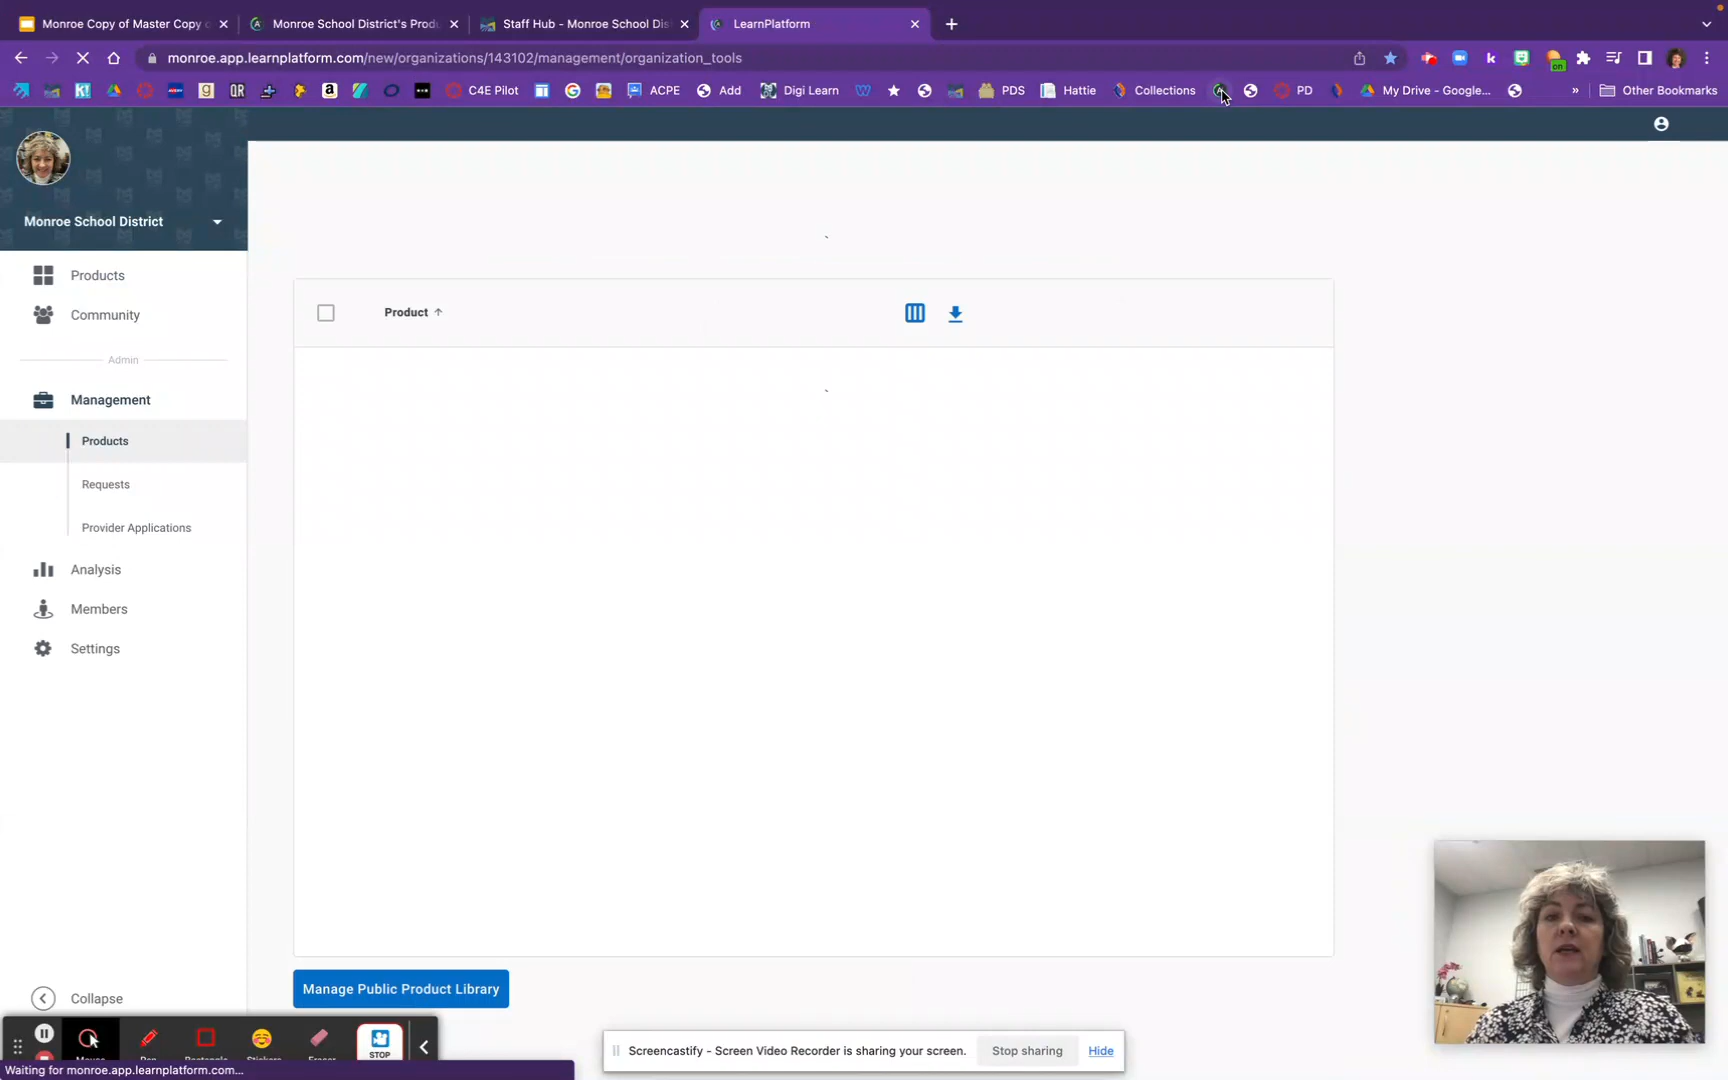 Monroe Copy of Master Copy
Monroe School District's Produ
Staff Hub - Monroe School Dis
LearnPlatform
monroe.app.learnplatform.com/new/organizations/143102/management/organization_tools
on
K!
QR
a
C4E Pilot
ACPE
Add
Digi Learn
PDS
Hattie
Collections
PD
My Drive - Google...
»
Other Bookmarks
Monroe School District
Products
Community
Admin
Management
Products
Requests
Provider Applications
Analysis
Members
Settings
Collapse
Product
Manage Public Product Library
STOP
Waiting for monroe.app.learnplatform.com...
Screencastify - Screen Video Recorder is sharing your screen.
Stop sharing
Hide